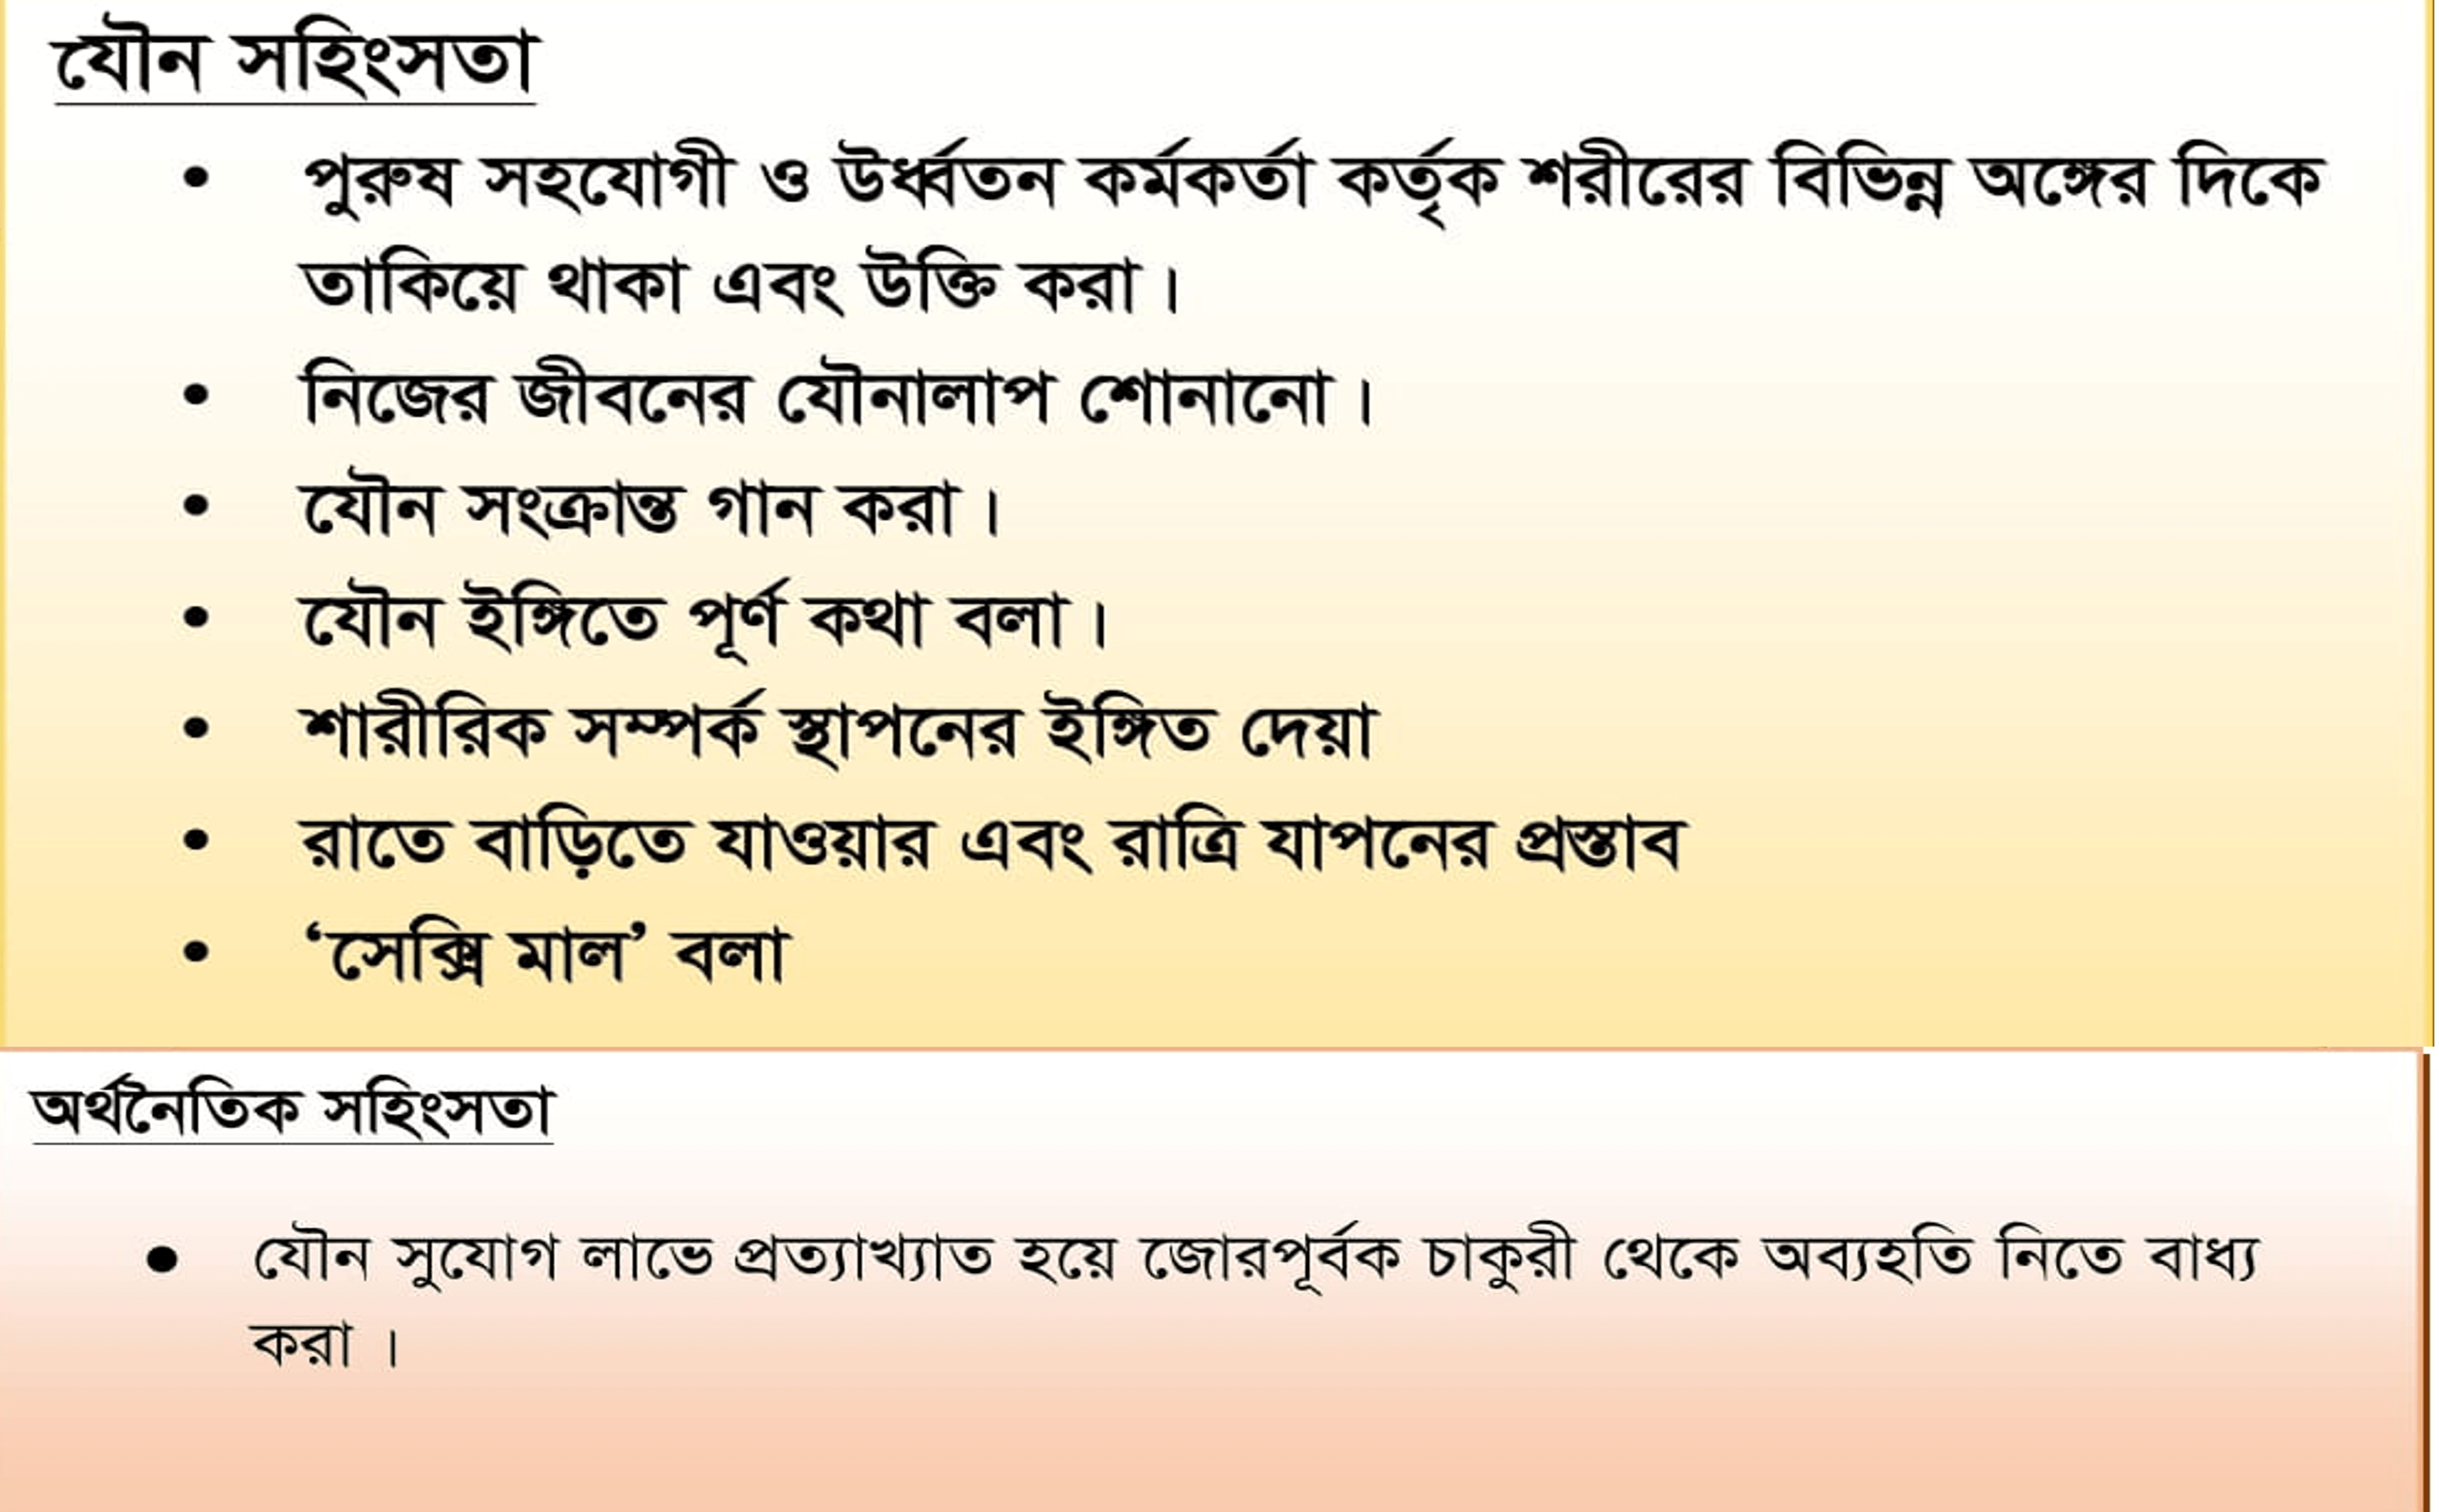 যৌন সহিংসতা
• পুরুষ সহযোগী ও উর্ধ্বতন কর্মকর্তা কর্তৃক শরীরের বিভিন্ন অঙ্গের দিকে
তাকিয়ে থাকা এবং উক্তি করা।
• নিজের জীবনের যৌনালাপ শোনানো।
• যৌন সংক্রান্ত গান করা।
• যৌন ইঙ্গিতে পূর্ণ কথা বলা।
• শারীরিক সম্পর্ক স্থাপনের ইঙ্গিত দেয়া
• রাতে বাড়িতে যাওয়ার এবং রাত্রি যাপনের প্রস্তাব
• ‘সেক্সি মাল’ বলা
অর্থনৈতিক সহিংসতা
• যৌন সুযোগ লাভে প্রত্যাখ্যাত হয়ে জোরপূর্বক চাকুরী থেকে অব্যহতি নিতে বাধ্য
করা ।